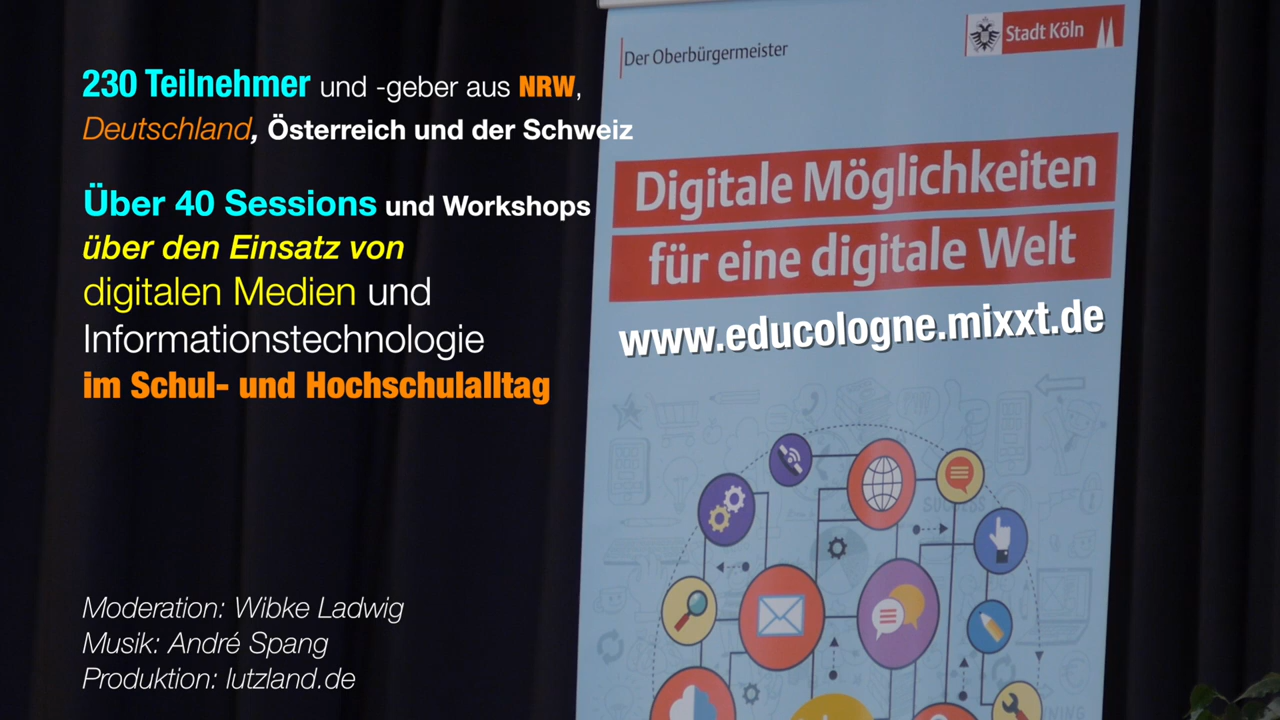 230 Teilnehmer und -geber aus NRW,
Deutschland, Österreich und der Schweiz
Über 40 Sessions und Workshops
über den Einsatz von
digitalen Medien und
Informationstechnologie
im Schul- und Hochschulalltag
Moderation: Wibke Ladwig
Musik: André Spang
Produktion: lutzland.de
Der Oberbürgermeister
Stadt Köln
Digitale Möglichkeiten
für eine digitale Welt
www.educologne.mixxt.de
SUCCESS